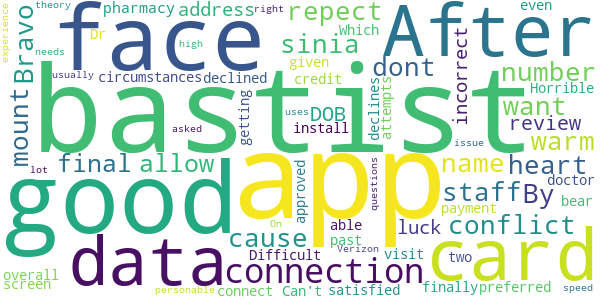 experience theory pharmacy address repect even
needs right Which Dr face After
Bravo sinia high given credit dont number
circumstances declined want Horrible
mount bastist getting DOB install declines attempts incorrect review warm
asked uses issue
final allow good app name staff By heart doctor
usually lot approved able questions payment bear
data connection cause past luck conflict card
overall screen Difficult visit two On Verizon
personable connect Can't satisfied finally preferred speed